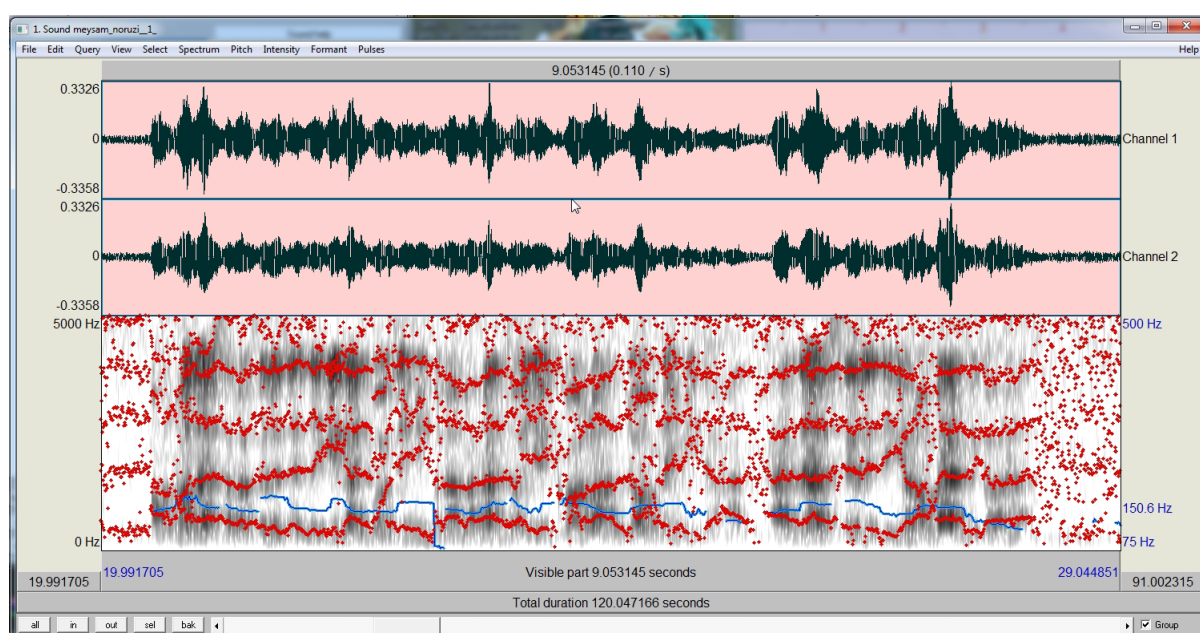 1. Sound meysam_noruzi__1_
File Edit Query View Select Spectrum Pitch Intensity Formant Pulses Help
9.053145 (0.110 / s)
0.3326
0
-0.3358
Channel 1
0.3326
0
-0.3358
Channel 2
5000 Hz
500 Hz
150.6 Hz
0 Hz
75 Hz
19.991705
19.991705
Visible part 9.053145 seconds
29.044851
91.002315
Total duration 120.047166 seconds
all in out sel bak Group